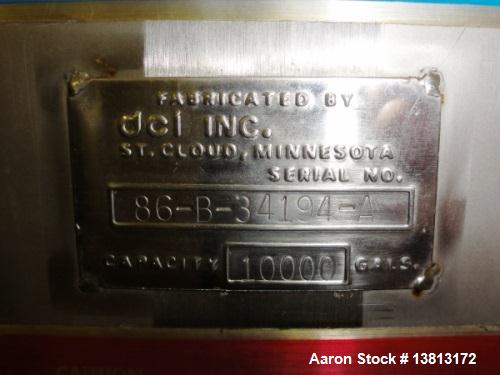 FABRICATED BY
dci INC.
ST. CLOUD, MINNESOTA
SERIAL NO.
86-B-34194-A
CAPACITY 10000 GALS.
Aaron Stock # 13813172